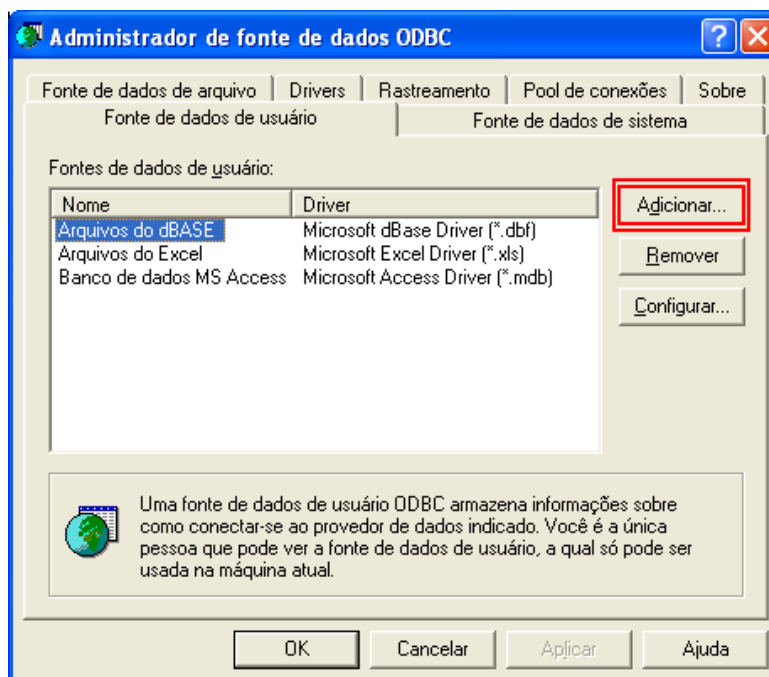 Administrador de fonte de dados ODBC
Fonte de dados de arquivo Drivers Rastreamento Pool de conexões Sobre
Fonte de dados de usuário Fonte de dados de sistema
Fontes de dados de usuário:
Nome Driver
Arquivos do dBASE Microsoft dBase Driver (*.dbf)
Arquivos do Excel Microsoft Excel Driver (*.xls)
Banco de dados MS Access Microsoft Access Driver (*.mdb)
Adicionar...
Remover
Configurar...
Uma fonte de dados de usuário ODBC armazena informações sobre
como conectar-se ao provedor de dados indicado. Você é a única
pessoa que pode ver a fonte de dados de usuário, a qual só pode ser
usada na máquina atual.
OK Cancelar Aplicar Ajuda